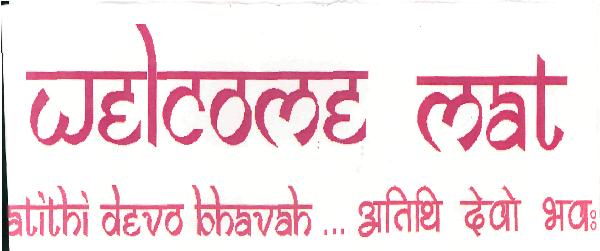 welcome mat
atithi devo bhavah ... अतिथि देवो भवः